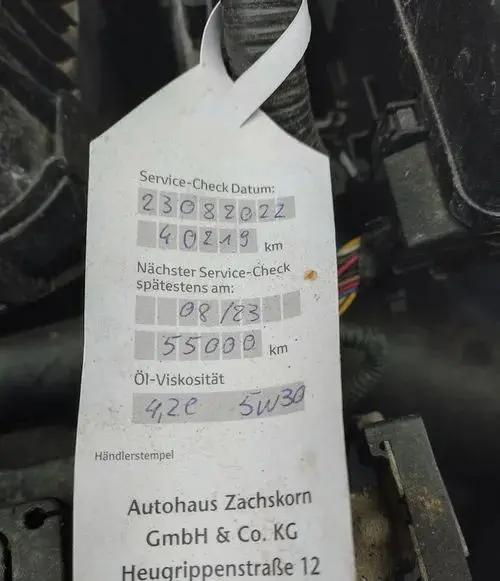 Service-Check Datum:
23082022
40219 km
Nächster Service-Check
spätestens am:
08/23
55000 km
Öl-Viskosität
4,2l 5W30
Händlerstempel
Autohaus Zachskorn
GmbH & Co. KG
Heugrippenstraße 12